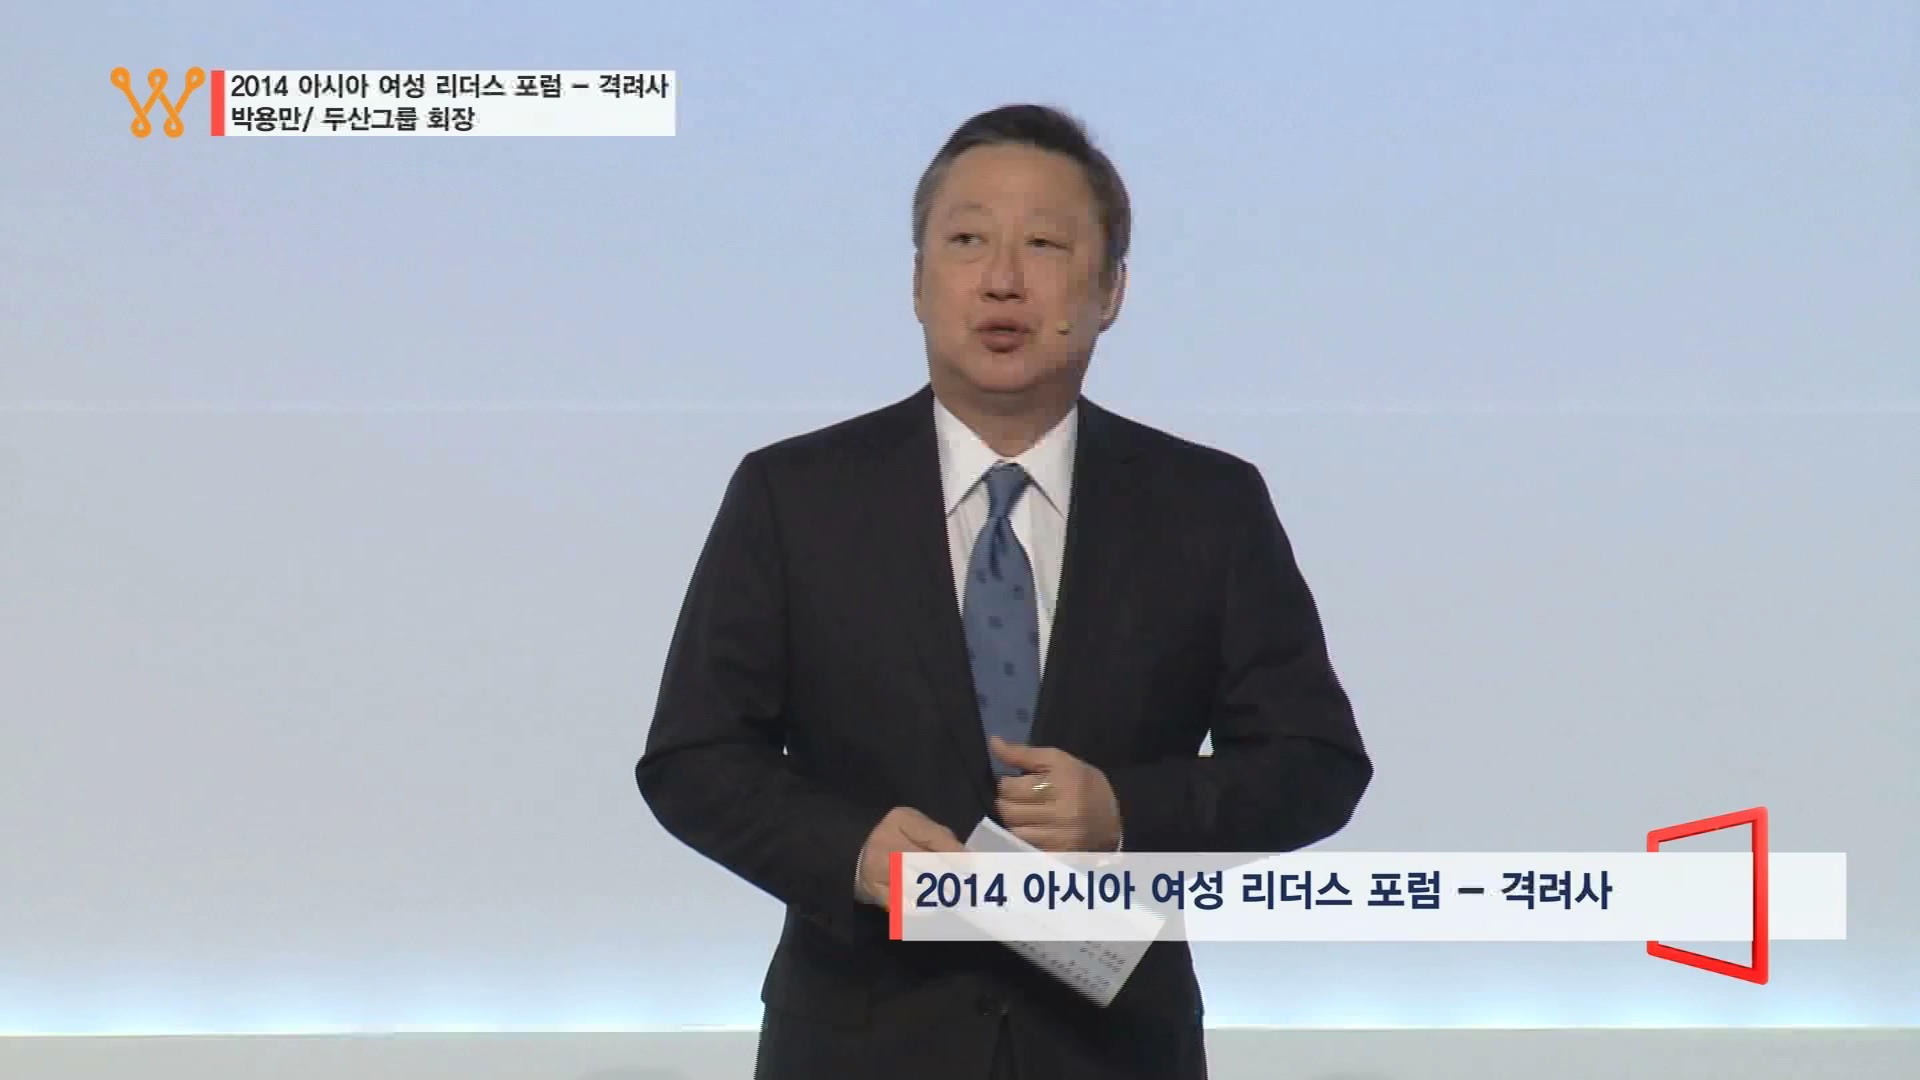 2014 아시아 여성 리더스 포럼 - 격려사
박용만/ 두산그룹 회장
2014 아시아 여성 리더스 포럼 - 격려사